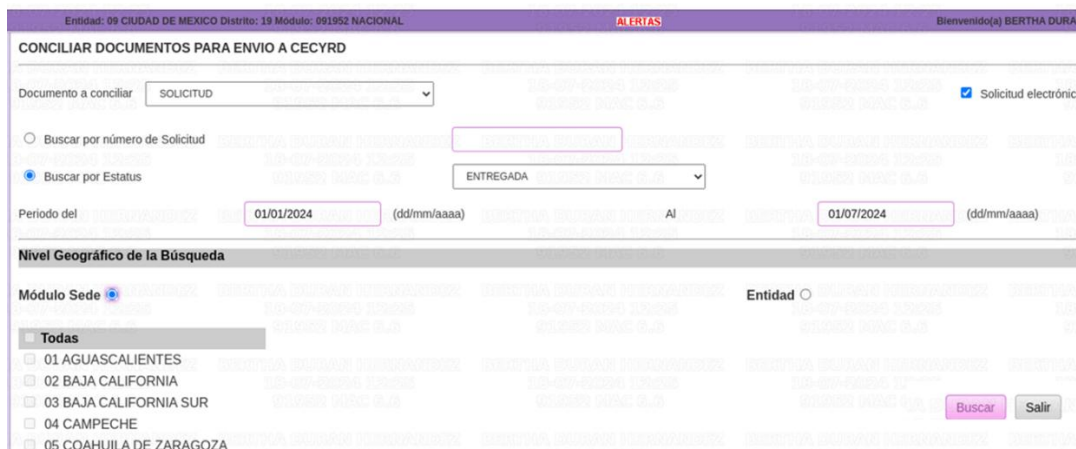 Entidad: 09 CIUDAD DE MEXICO Distrito: 19 Módulo: 091952 NACIONAL ALERTAS Bienvenido(a) BERTHA DURA
CONCILIAR DOCUMENTOS PARA ENVIO A CECYRD
Documento a conciliar SOLICITUD Solicitud electrónic
Buscar por número de Solicitud
Buscar por Estatus ENTREGADA
Periodo del 01/01/2024 (dd/mm/aaaa) Al 01/07/2024 (dd/mm/aaaa)
Nivel Geográfico de la Búsqueda
Módulo Sede Entidad
Todas
01 AGUASCALIENTES
02 BAJA CALIFORNIA
03 BAJA CALIFORNIA SUR
Buscar Salir
04 CAMPECHE
05 COAHUILA DE ZARAGOZA